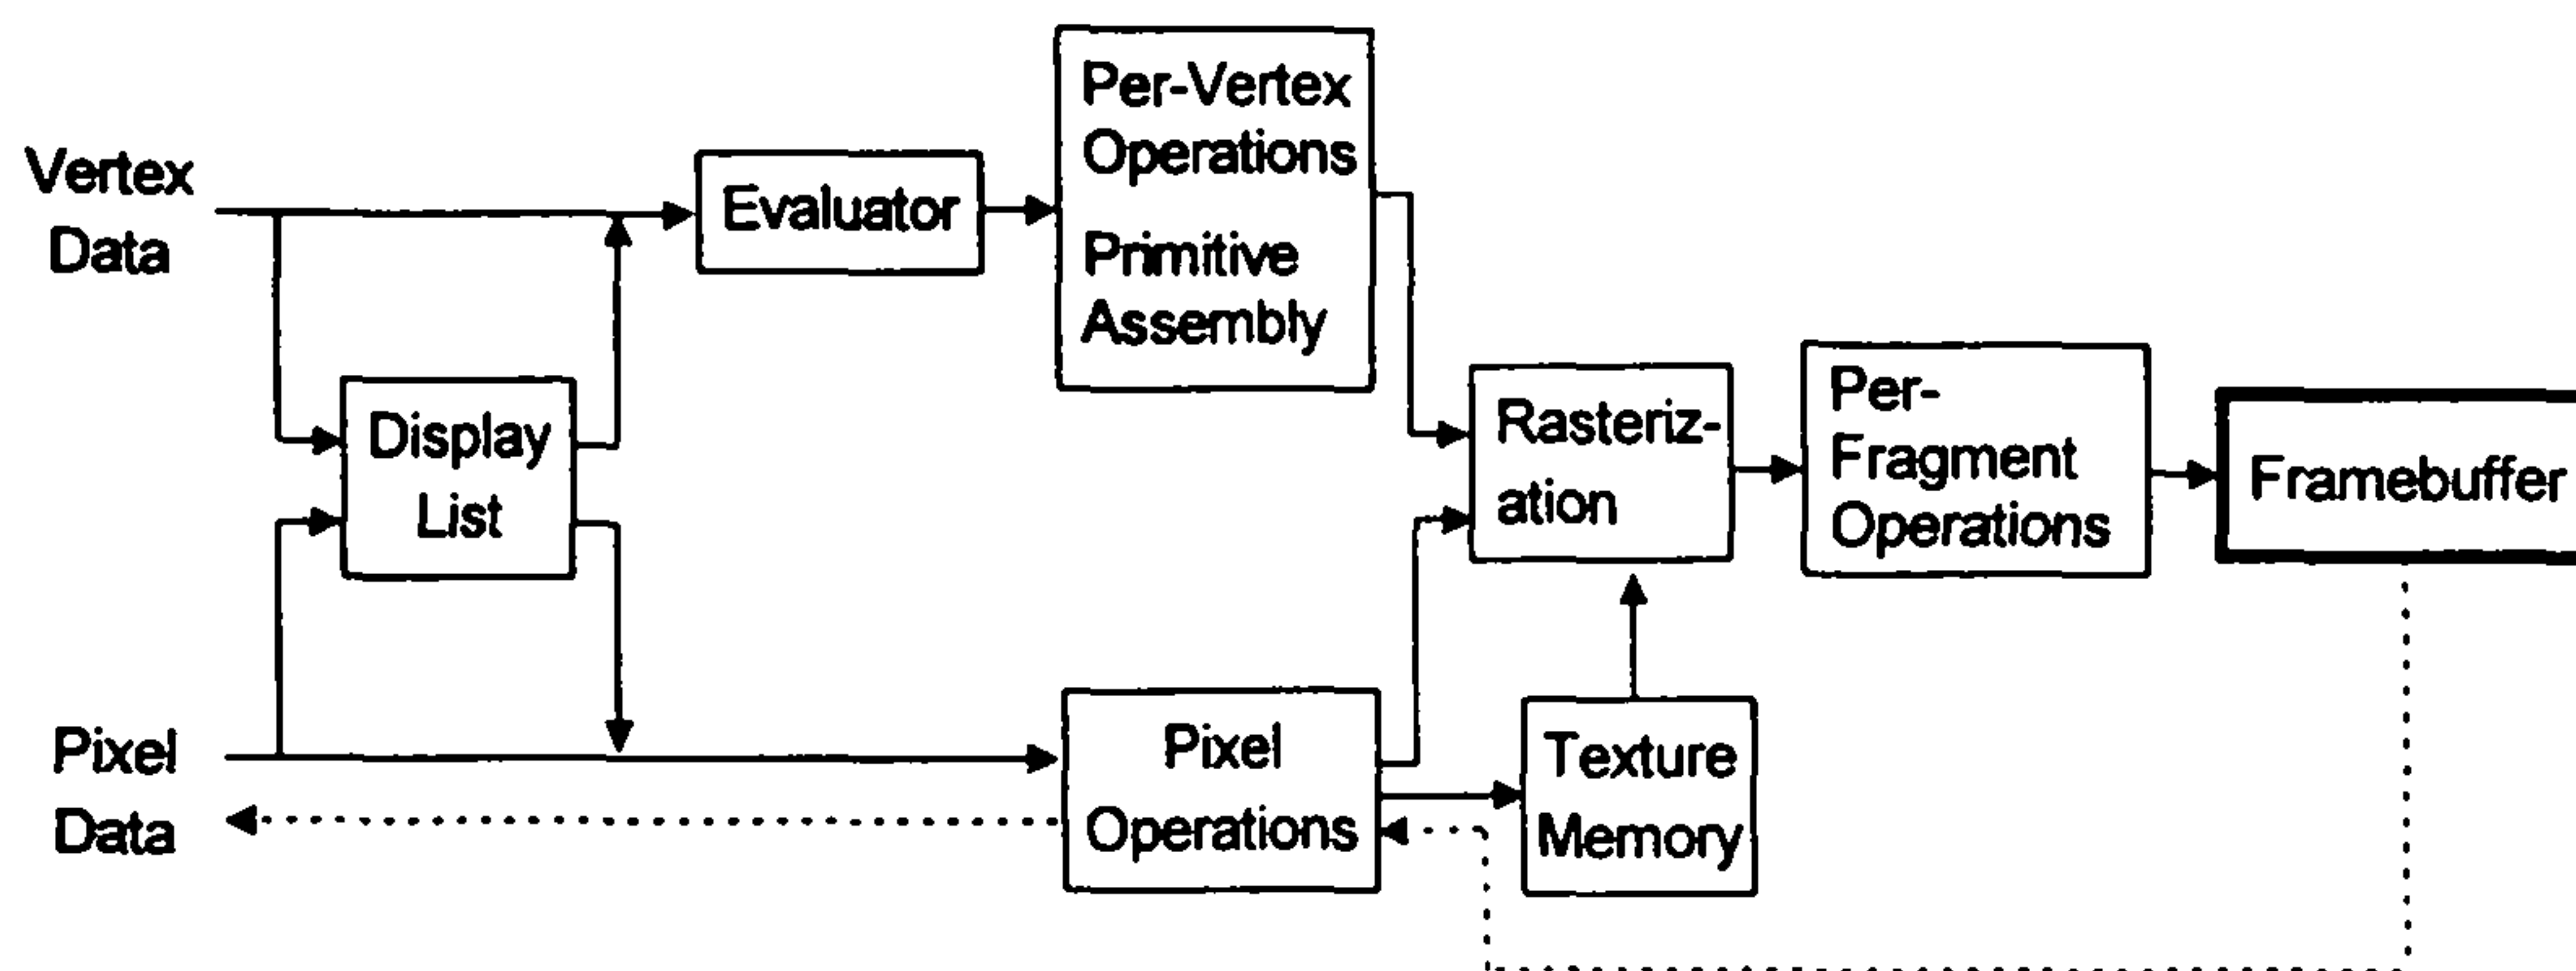 Vertex
Data
Evaluator
Per-Vertex
Operations
Primitive
Assembly
Display
List
Rasteriz-
ation
Per-
Fragment
Operations
Framebuffer
Pixel
Data
Pixel
Operations
Texture
Memory